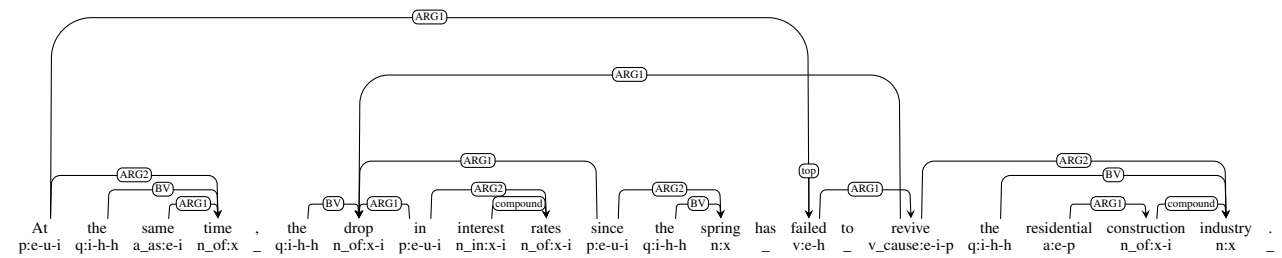 ARG1
ARG1
ARG1 top
ARG2 ARG2 ARG2 ARG1 ARG2
BV BV
ARG1 BV ARG1 compound BV ARG1 compound
At the same time , the drop in interest rates since the spring has failed to revive the residential construction industry .
p:e-u-i q:i-h-h a_as:e-i n_of:x _ q:i-h-h n_of:x-i p:e-u-i n_in:x-i n_of:x-i p:e-u-i q:i-h-h n:x _ v:e-h _ v_cause:e-i-p q:i-h-h a:e-p n_of:x-i n:x _